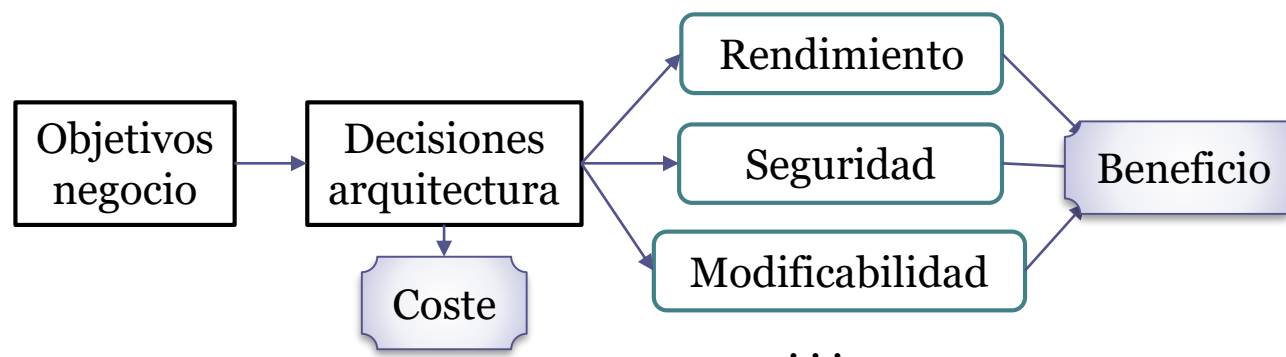 Objetivos
negocio
Decisiones
arquitectura
Coste
Rendimiento
Seguridad
Modificabilidad
...
Beneficio